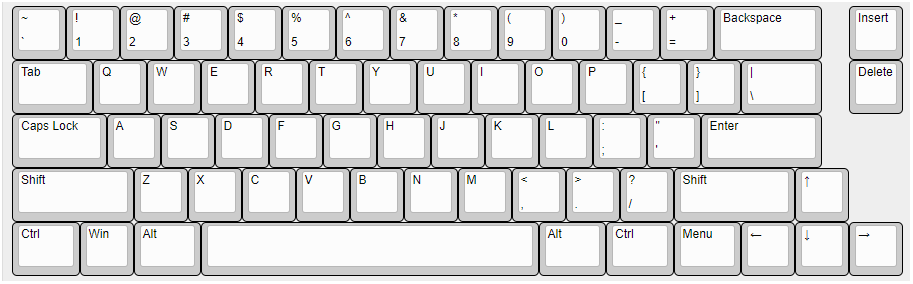 ~ ! @ # $ % ^ & * ( ) _ + Backspace Insert
` 1 2 3 4 5 6 7 8 9 0 - =
Tab Q W E R T Y U I O P { } | Delete
[ ] \
Caps Lock A S D F G H J K L : " Enter
; '
Shift Z X C V B N M < > ? Shift ↑
, . /
Ctrl Win Alt Alt Ctrl Menu ← ↓ →